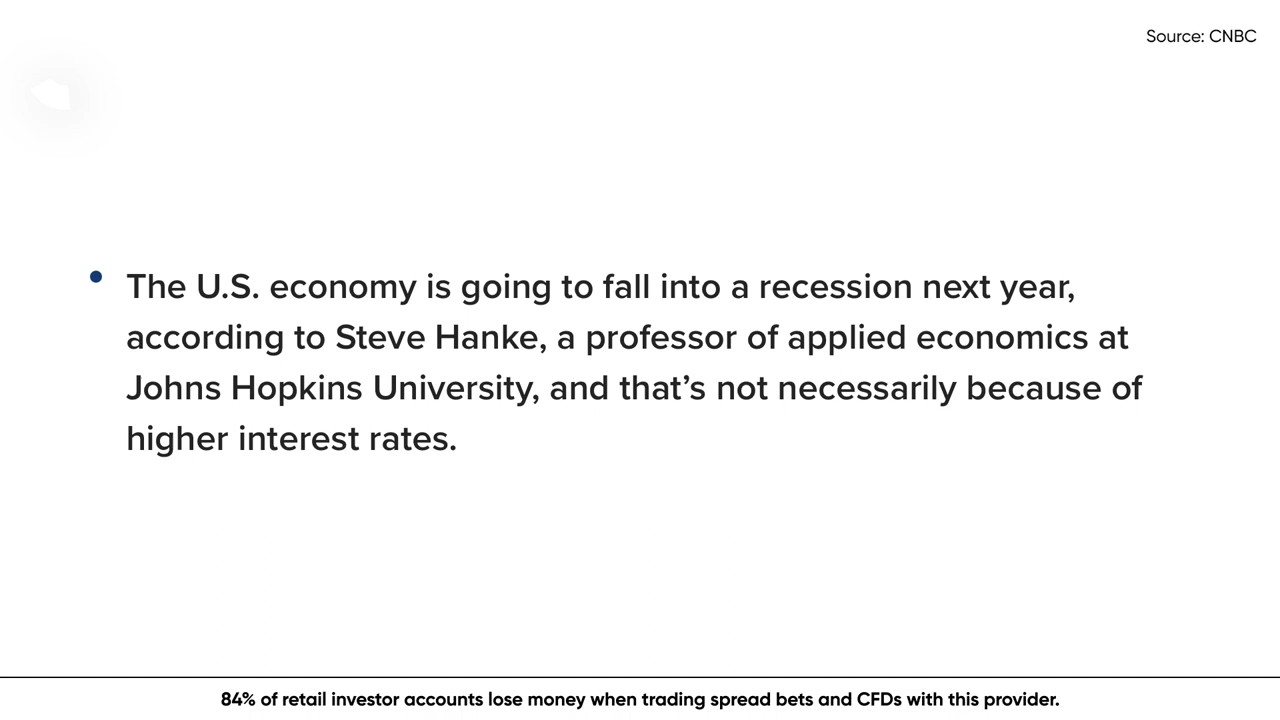 Source: CNBC
• The U.S. economy is going to fall into a recession next year,
according to Steve Hanke, a professor of applied economics at
Johns Hopkins University, and that’s not necessarily because of
higher interest rates.
84% of retail investor accounts lose money when trading spread bets and CFDs with this provider.